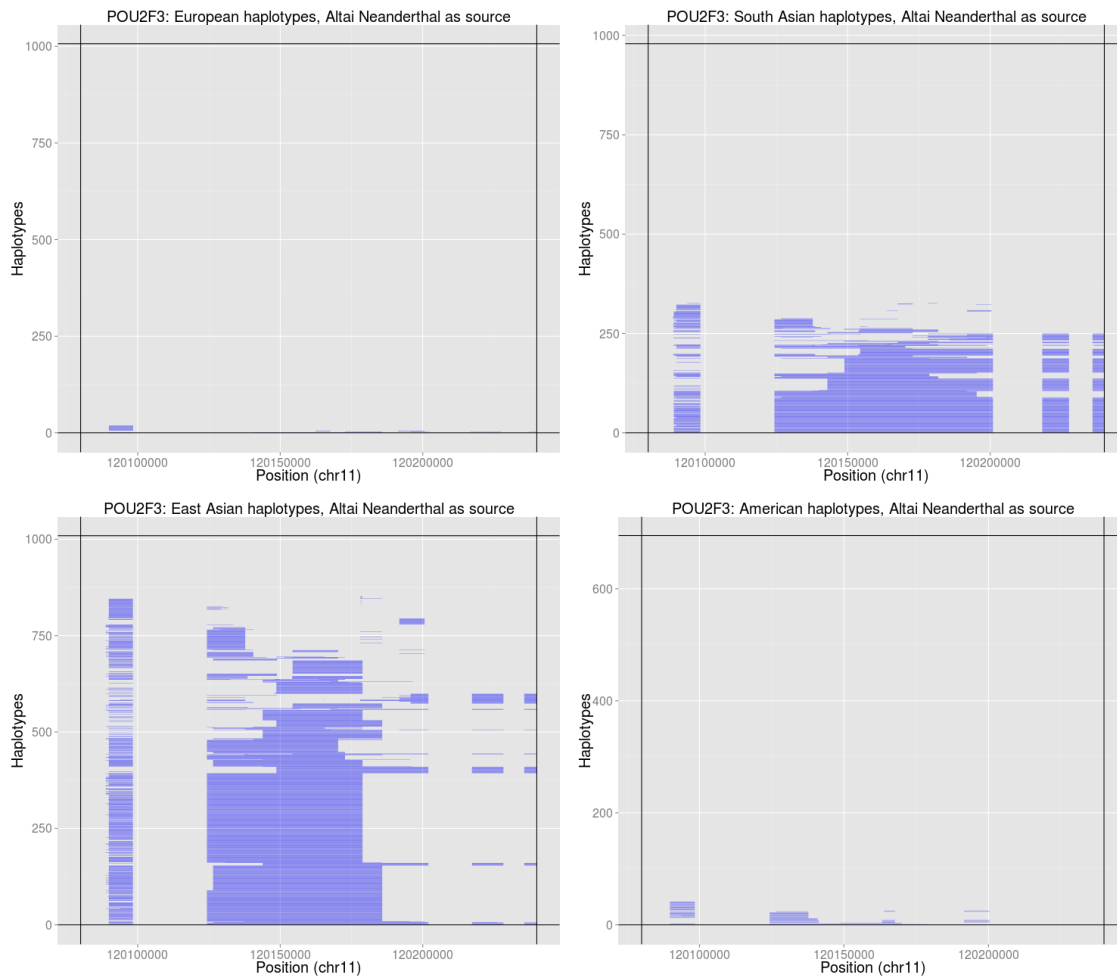 POU2F3: European haplotypes, Altai Neanderthal as source
1000
750
500
250
0
Haplotypes
120100000 120150000 120200000
Position (chr11)
POU2F3: South Asian haplotypes, Altai Neanderthal as source
1000
750
500
250
0
Haplotypes
120100000 120150000 120200000
Position (chr11)
POU2F3: East Asian haplotypes, Altai Neanderthal as source
1000
750
500
250
0
Haplotypes
120100000 120150000 120200000
Position (chr11)
POU2F3: American haplotypes, Altai Neanderthal as source
600
400
200
0
Haplotypes
120100000 120150000 120200000
Position (chr11)